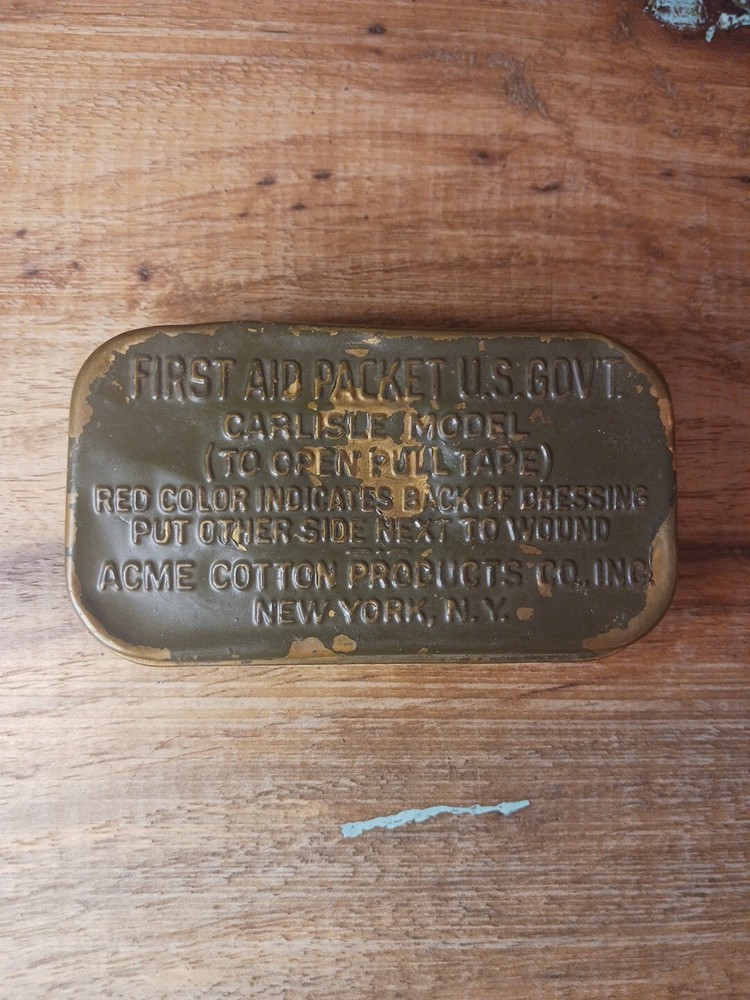 FIRST AID PACKET U.S. GOV'T.
CARLISLE MODEL
(TO OPEN PULL TAPE)
RED COLOR INDICATES BACK OF DRESSING
PUT OTHER SIDE NEXT TO WOUND
ACME COTTON PRODUCTS CO., INC.
NEW YORK, N.Y.